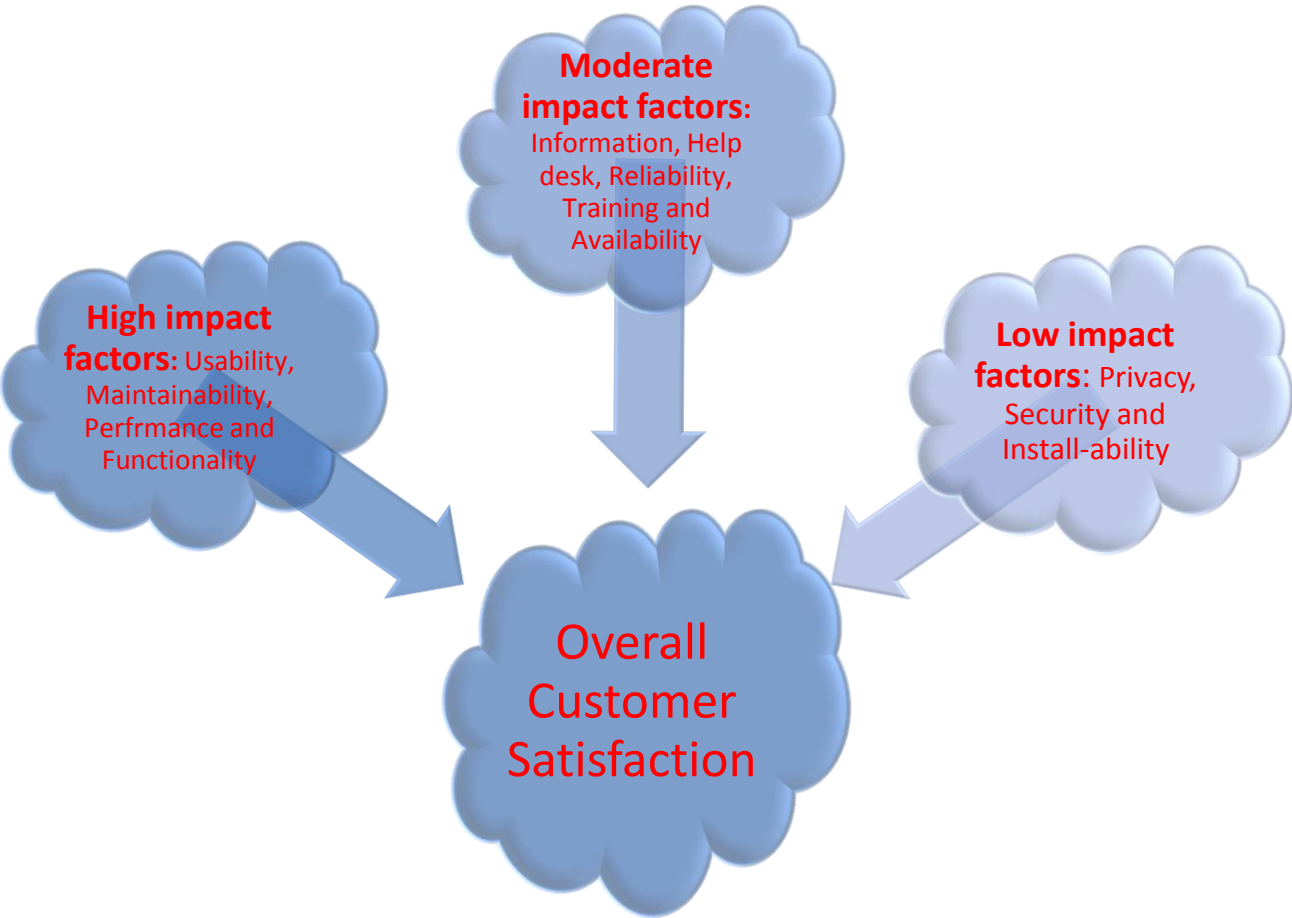 Moderate
impact factors:
Information, Help
desk, Reliability,
Training and
Availability
High impact
factors: Usability,
Maintainability,
Perfrmance and
Functionality
Low impact
factors: Privacy,
Security and
Install-ability
Overall
Customer
Satisfaction